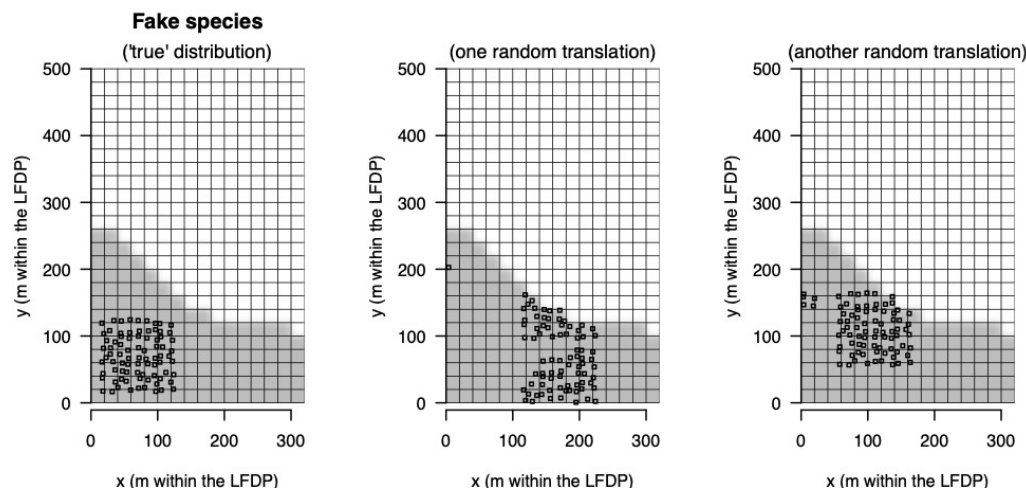 Fake species
('true' distribution)
(one random translation)
(another random translation)
500
400
300
200
100
0
y (m within the LFDP)
0 100 200 300
x (m within the LFDP)
500
400
300
200
100
0
y (m within the LFDP)
0 100 200 300
x (m within the LFDP)
500
400
300
200
100
0
y (m within the LFDP)
0 100 200 300
x (m within the LFDP)